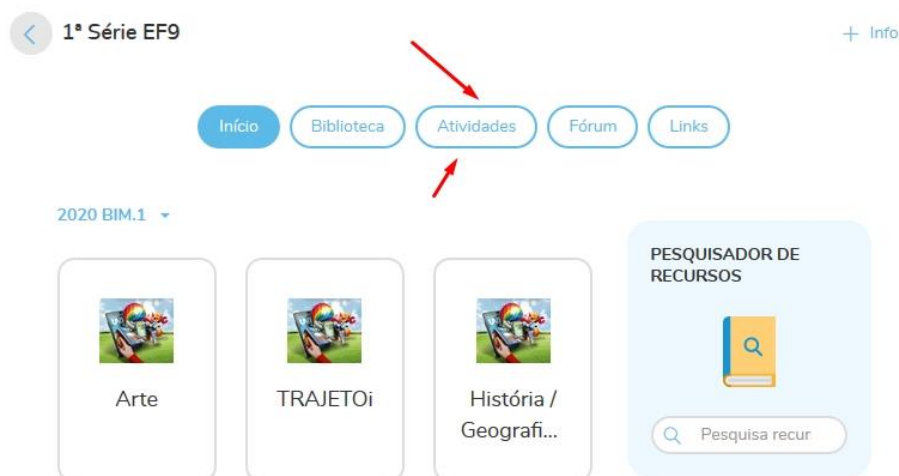 1ª Série EF9
+ Info
Início
Biblioteca
Atividades
Fórum
Links
2020 BIM.1
PESQUISADOR DE
RECURSOS
Arte
TRAJETOi
História /
Geografi...
Pesquisa recur